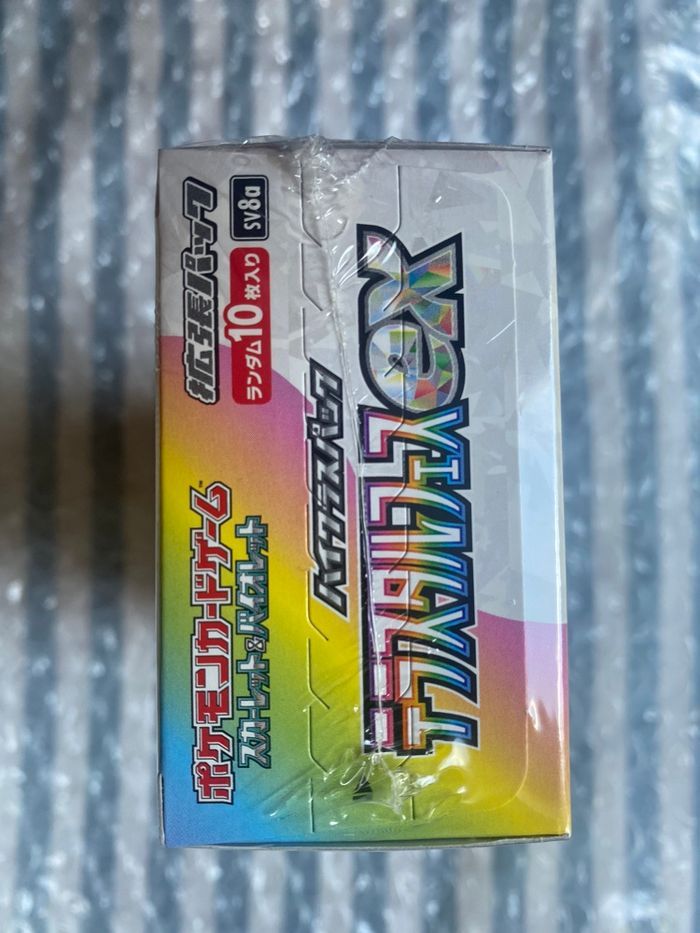 ポケモンカードゲーム™
スカーレット&バイオレット
拡張パック
ランダム10枚入り SV8a
ハイクラスパック
テラスタルフェスex